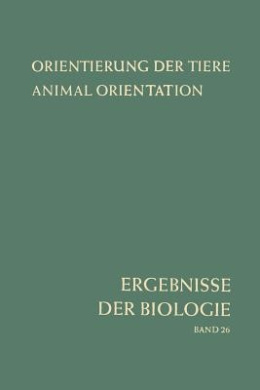 ORIENTIERUNG DER TIERE
ANIMAL ORIENTATION
ERGEBNISSE
DER BIOLOGIE
BAND 26